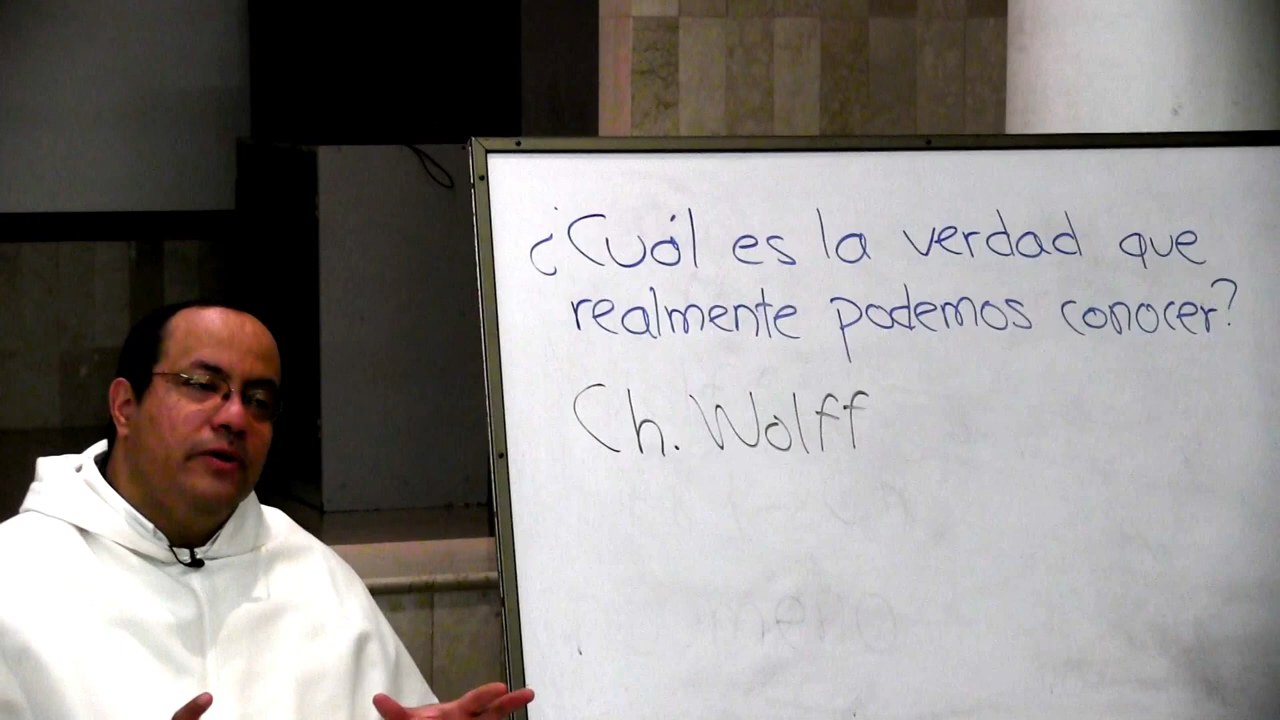 ¿Cuál es la verdad que
realmente podemos conocer?
Ch. Wolff